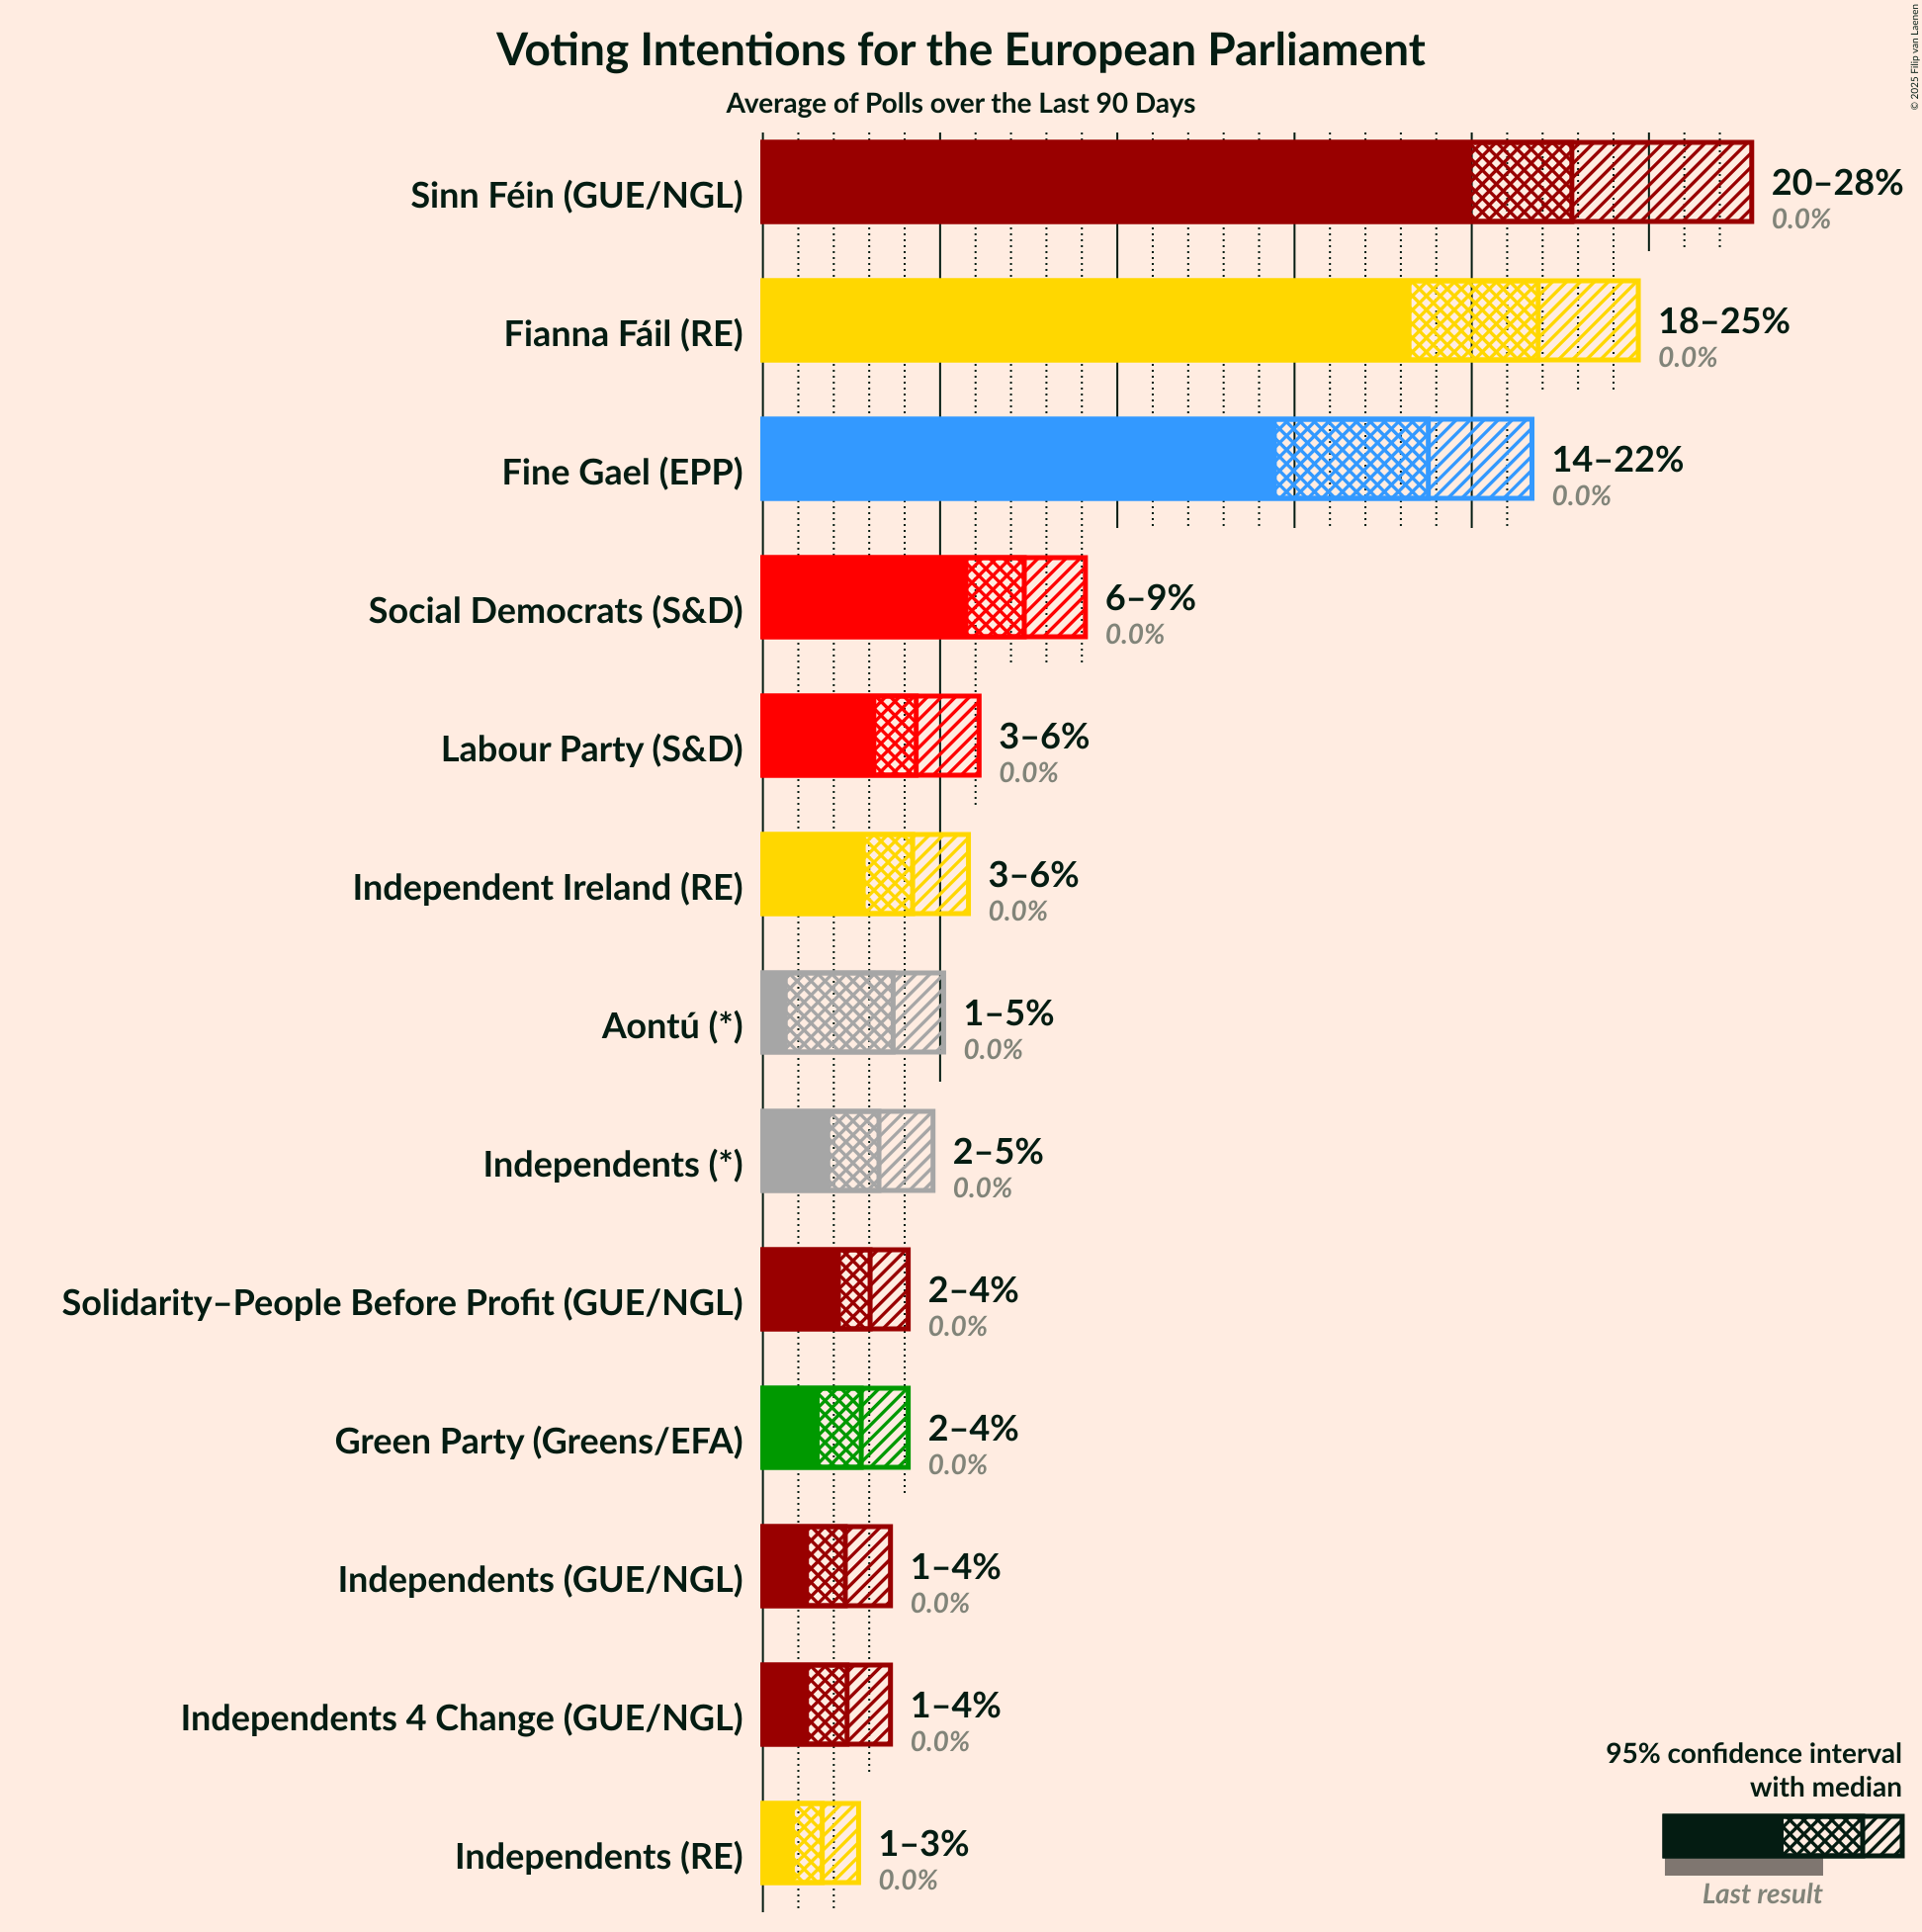 Voting Intentions for the European Parliament
Average of Polls over the Last 90 Days
© 2025 Filip van Laenen
Sinn Féin (GUE/NGL)
20–28%
0.0%
Fianna Fáil (RE)
18–25%
0.0%
Fine Gael (EPP)
14–22%
0.0%
Social Democrats (S&D)
6–9%
0.0%
Labour Party (S&D)
3–6%
0.0%
Independent Ireland (RE)
3–6%
0.0%
Aontú (*)
1–5%
0.0%
Independents (*)
2–5%
0.0%
Solidarity–People Before Profit (GUE/NGL)
2–4%
0.0%
Green Party (Greens/EFA)
2–4%
0.0%
Independents (GUE/NGL)
1–4%
0.0%
Independents 4 Change (GUE/NGL)
1–4%
0.0%
Independents (RE)
1–3%
0.0%
95% confidence interval
with median
Last result